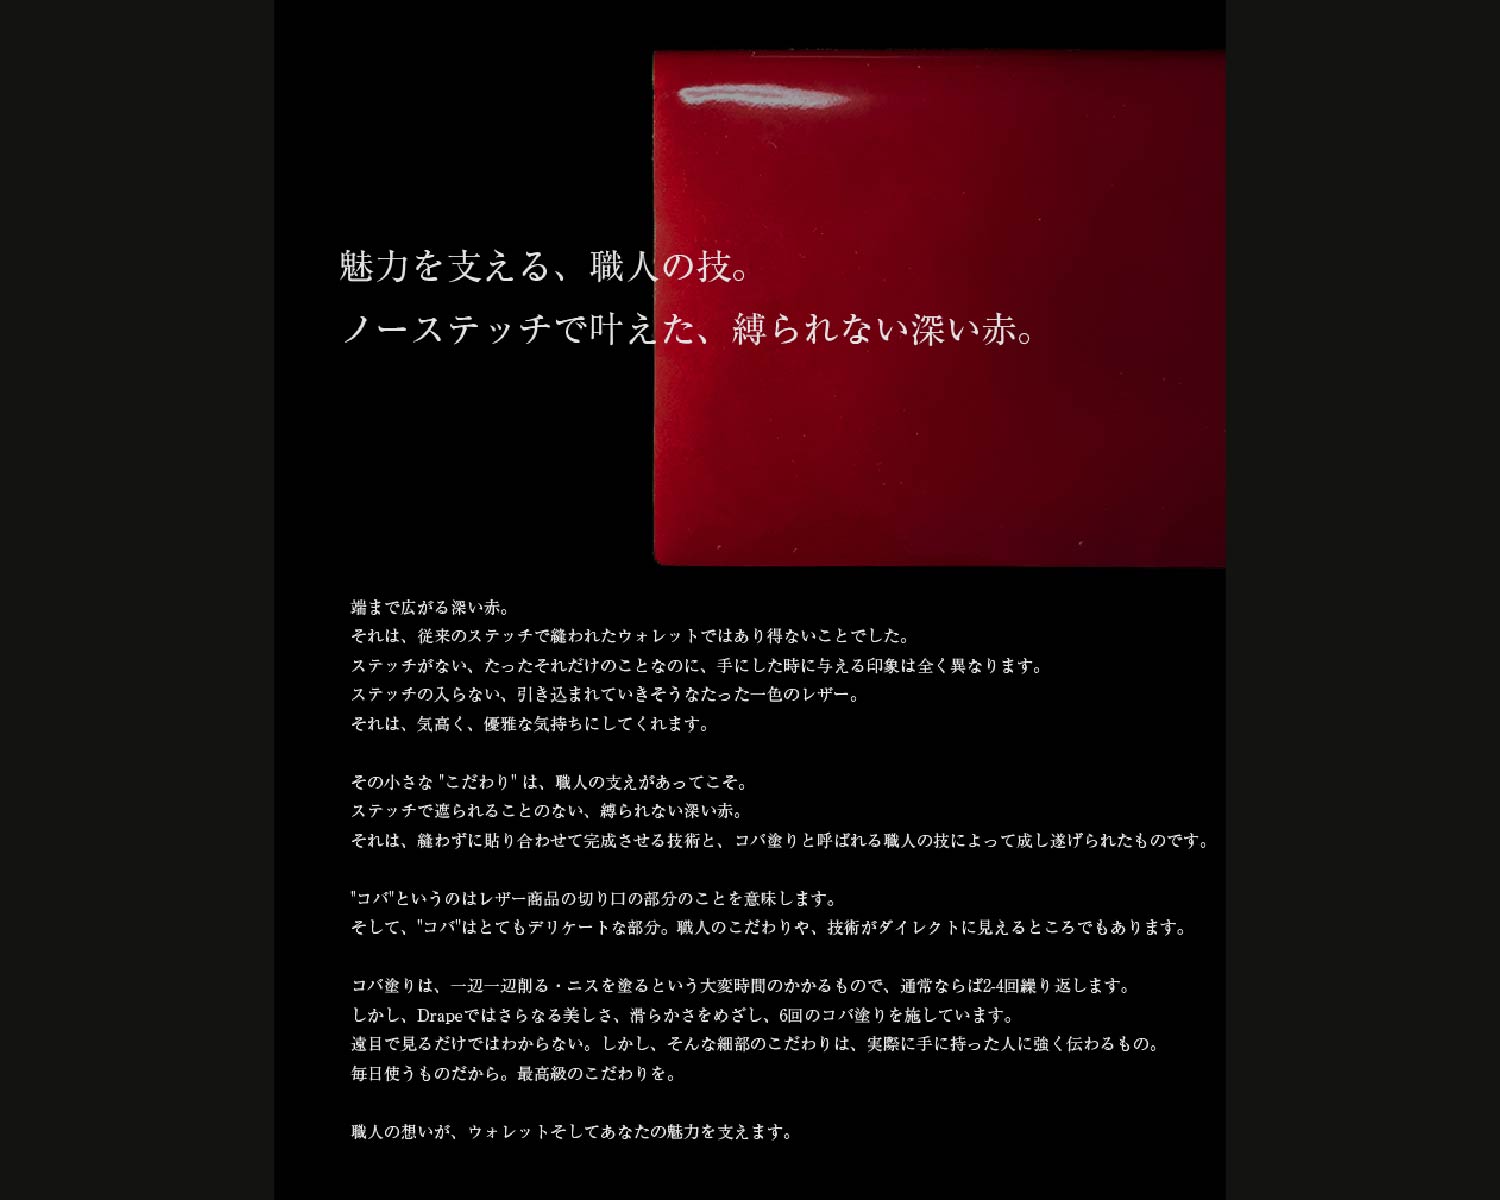 魅力を支える、職人の技。
ノーステッチで叶えた、縛られない深い赤。
端まで広がる深い赤。
それは、従来のステッチで縫われたウォレットではあり得ないことでした。
ステッチがない、たったそれだけのことなのに、手にした時に与える印象は全く異なります。
ステッチの入らない、引き込まれていきそうなたった一色のレザー。
それは、気高く、優雅な気持ちにしてくれます。
その小さな "こだわり" は、職人の支えがあってこそ。
ステッチで遮られることのない、縛られない深い赤。
それは、縫わずに貼り合わせて完成させる技術と、コバ塗りと呼ばれる職人の技によって成し遂げられたものです。
"コバ"というのはレザー商品の切り口の部分のことを意味します。
そして、"コバ"はとてもデリケートな部分。職人のこだわりや、技術がダイレクトに見えるところでもあります。
コバ塗りは、一辺一辺削る・ニスを塗るという大変時間のかかるもので、通常ならば2-4回繰り返します。
しかし、Drapeではさらなる美しさ、滑らかさをめざし、6回のコバ塗りを施しています。
遠目で見るだけではわからない。しかし、そんな細部のこだわりは、実際に手に持った人に強く伝わるもの。
毎日使うものだから。最高級のこだわりを。
職人の想いが、ウォレットそしてあなたの魅力を支えます。